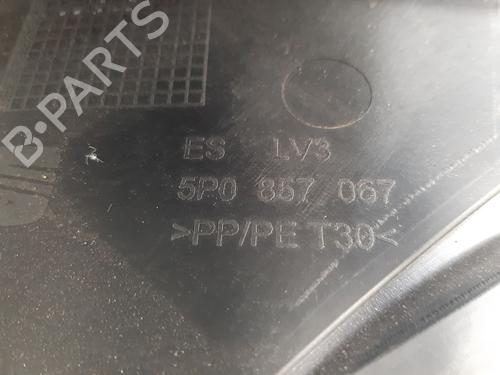 B-PARTS
ES LV3
5P0 857 067
>PP/PE T30<